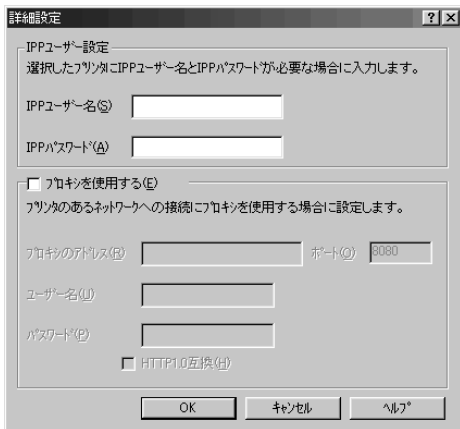 詳細設定
IPPユーザー設定
選択したプリンタにIPPユーザー名とIPPパスワードが必要な場合に入力します。
IPPユーザー名(S)
IPPパスワード(A)
プロキシを使用する(E)
プリンタのあるネットワークへの接続にプロキシを使用する場合に設定します。
プロキシのアドレス(R) ポート(O) 8080
ユーザー名(U)
パスワード(P)
HTTP1.0互換(H)
OK キャンセル ヘルプ